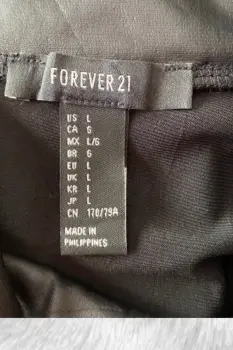 FOREVER 21
US L
CA G
MX L/G
BR G
EU L
UK L
KR L
JP L
CN 170/79A
MADE IN
PHILIPPINES